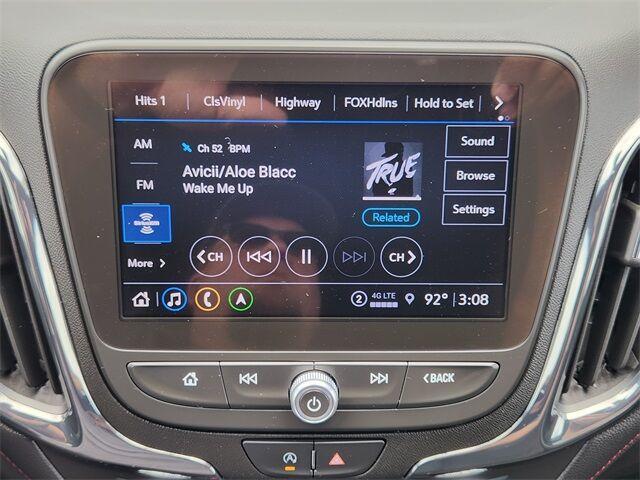 Hits 1 ClsVinyl Highway FOXHdlns Hold to Set
AM
Ch 52 BPM
Sound
Avicii/Aloe Blacc
Wake Me Up
TRUE
Browse
FM
Related
Settings
SiriusXM
More
CH
CH
2 4G LTE 92° 3:08
BACK